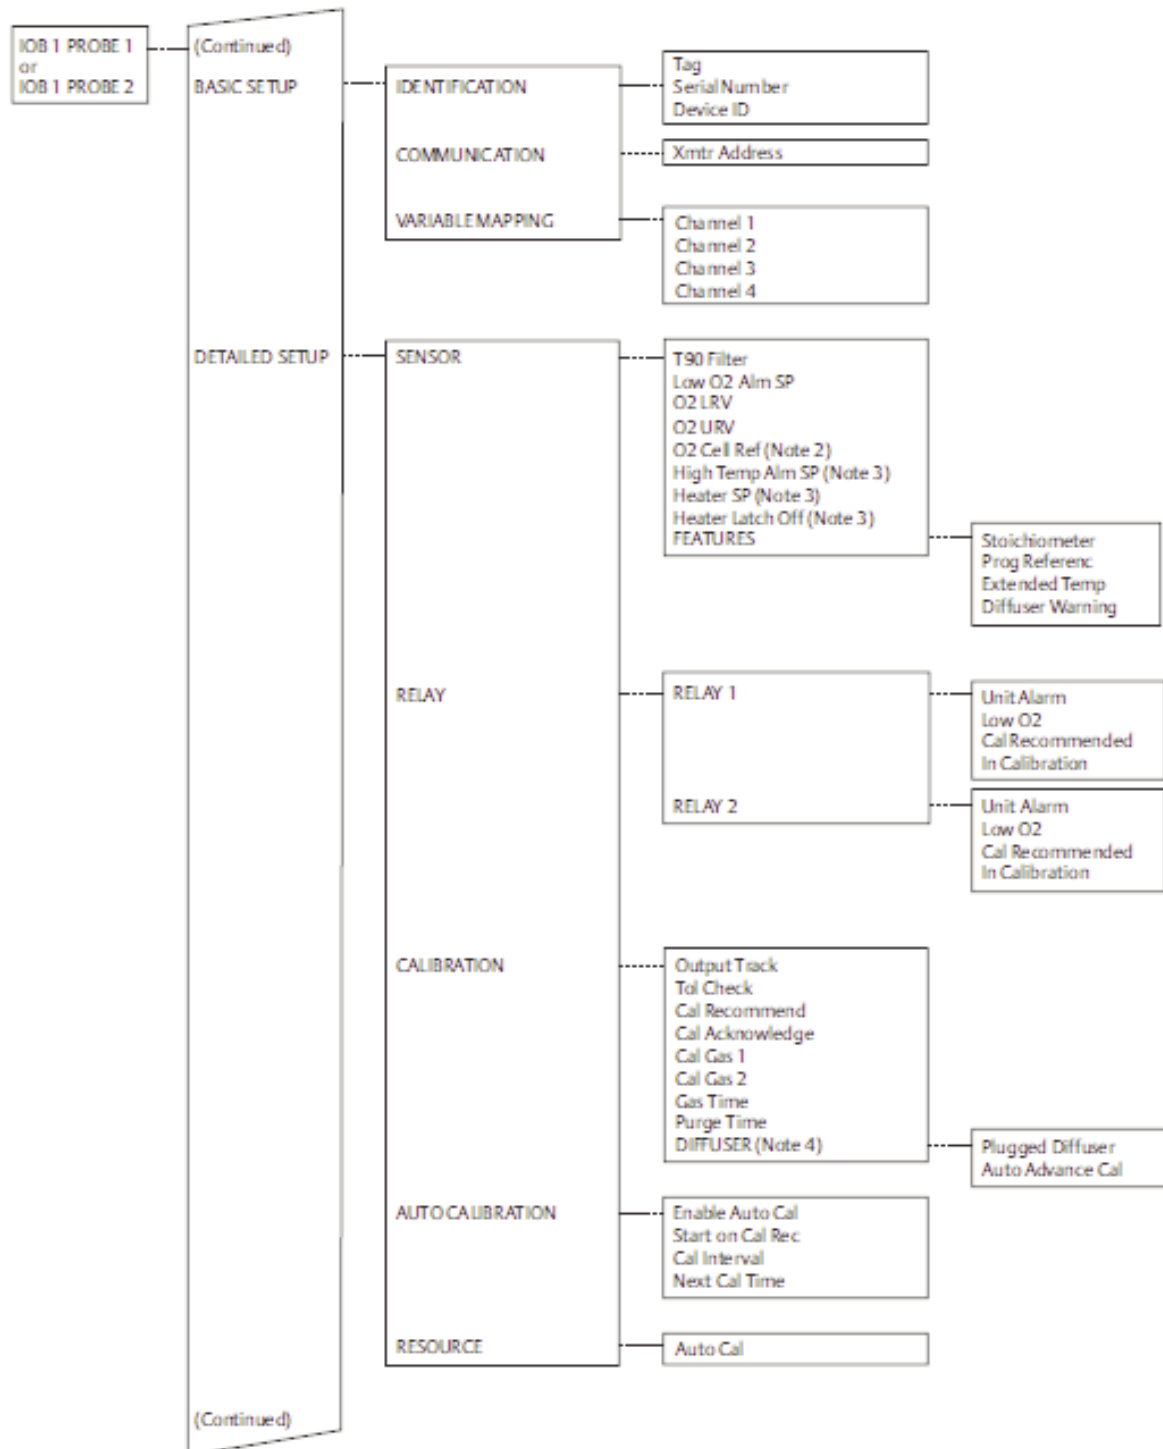 IOB 1 PROBE 1
or
IOB 1 PROBE 2
(Continued)
BASIC SETUP
IDENTIFICATION
Tag
Serial Number
Device ID
COMMUNICATION
Xmtr Address
VARIABLE MAPPING
Channel 1
Channel 2
Channel 3
Channel 4
DETAILED SETUP
SENSOR
T90 Filter
Low O2 Alm SP
O2 LRV
O2 URV
O2 Cell Ref (Note 2)
High Temp Alm SP (Note 3)
Heater SP (Note 3)
Heater Latch Off (Note 3)
FEATURES
Stoichiometer
Prog Referenc
Extended Temp
Diffuser Warning
RELAY
RELAY 1
Unit Alarm
Low O2
Cal Recommended
In Calibration
RELAY 2
Unit Alarm
Low O2
Cal Recommended
In Calibration
CALIBRATION
Output Track
Tol Check
Cal Recommend
Cal Acknowledge
Cal Gas 1
Cal Gas 2
Gas Time
Purge Time
DIFFUSER (Note 4)
Plugged Diffuser
Auto Advance Cal
AUTO CALIBRATION
Enable Auto Cal
Start on Cal Rec
Cal Interval
Next Cal Time
RESOURCE
Auto Cal
(Continued)